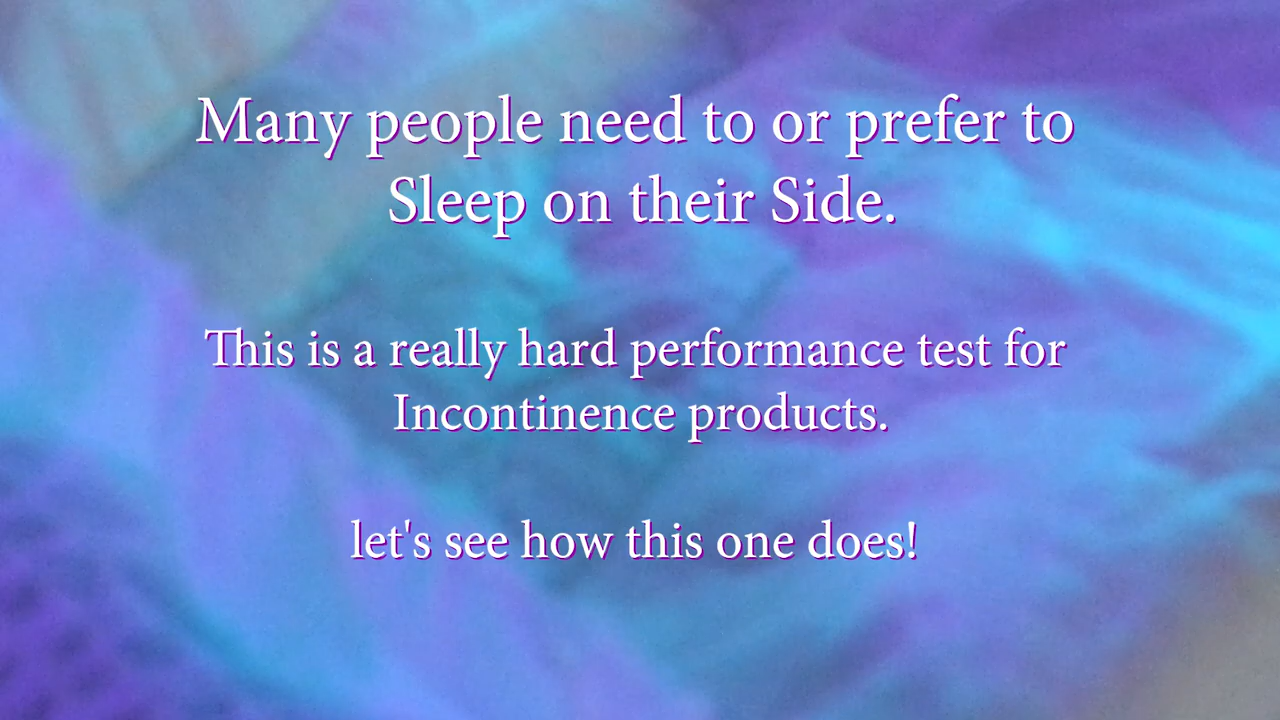 Many people need to or prefer to
Sleep on their Side.
This is a really hard performance test for
Incontinence products.
let's see how this one does!